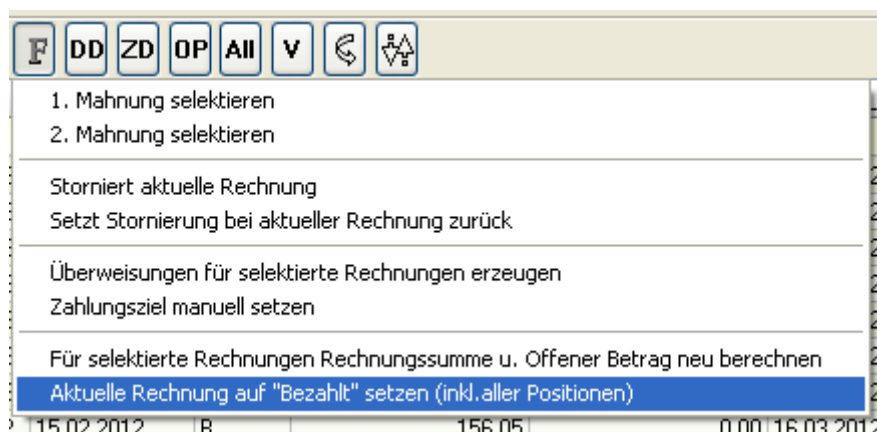 F DD ZD OP All V
1. Mahnung selektieren
2. Mahnung selektieren
Storniert aktuelle Rechnung
Setzt Stornierung bei aktueller Rechnung zurück
Überweisungen für selektierte Rechnungen erzeugen
Zahlungsziel manuell setzen
Für selektierte Rechnungen Rechnungssumme u. Offener Betrag neu berechnen
Aktuelle Rechnung auf "Bezahlt" setzen (inkl.aller Positionen)
15.02.2012 B 156,05 0,00 16.03.2012